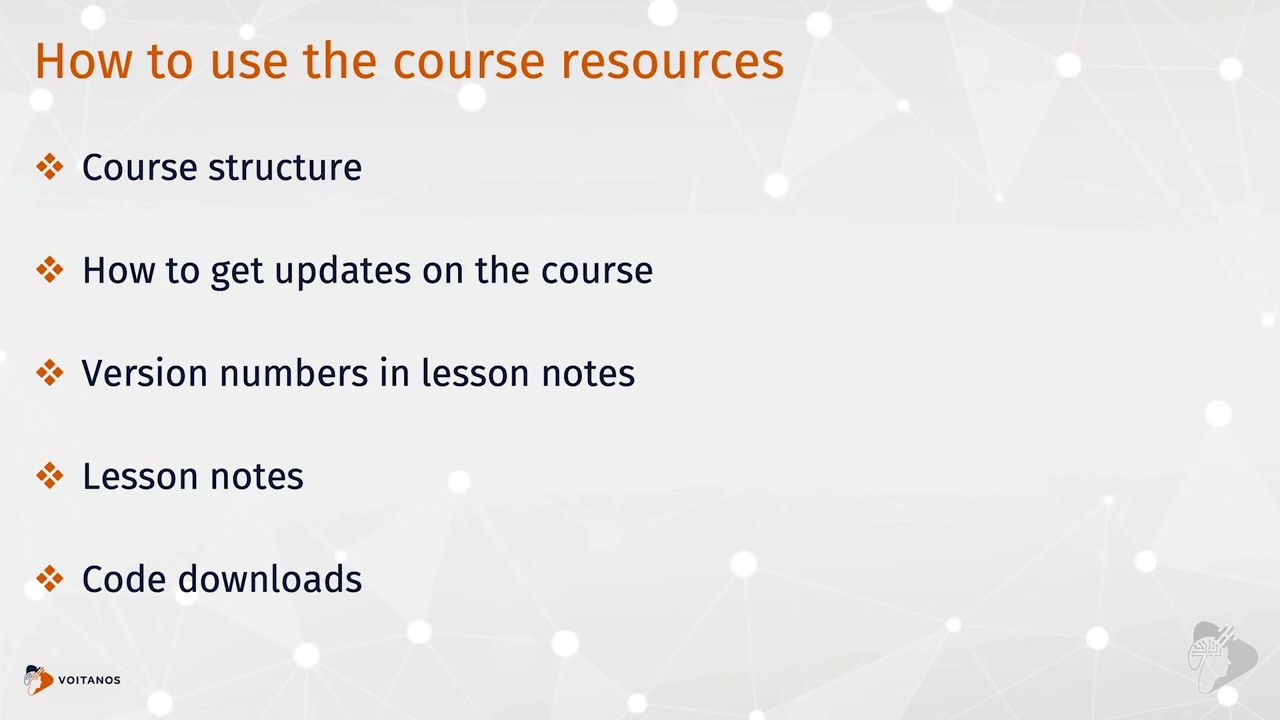 How to use the course resources
Course structure
How to get updates on the course
Version numbers in lesson notes
Lesson notes
Code downloads
VOITANOS